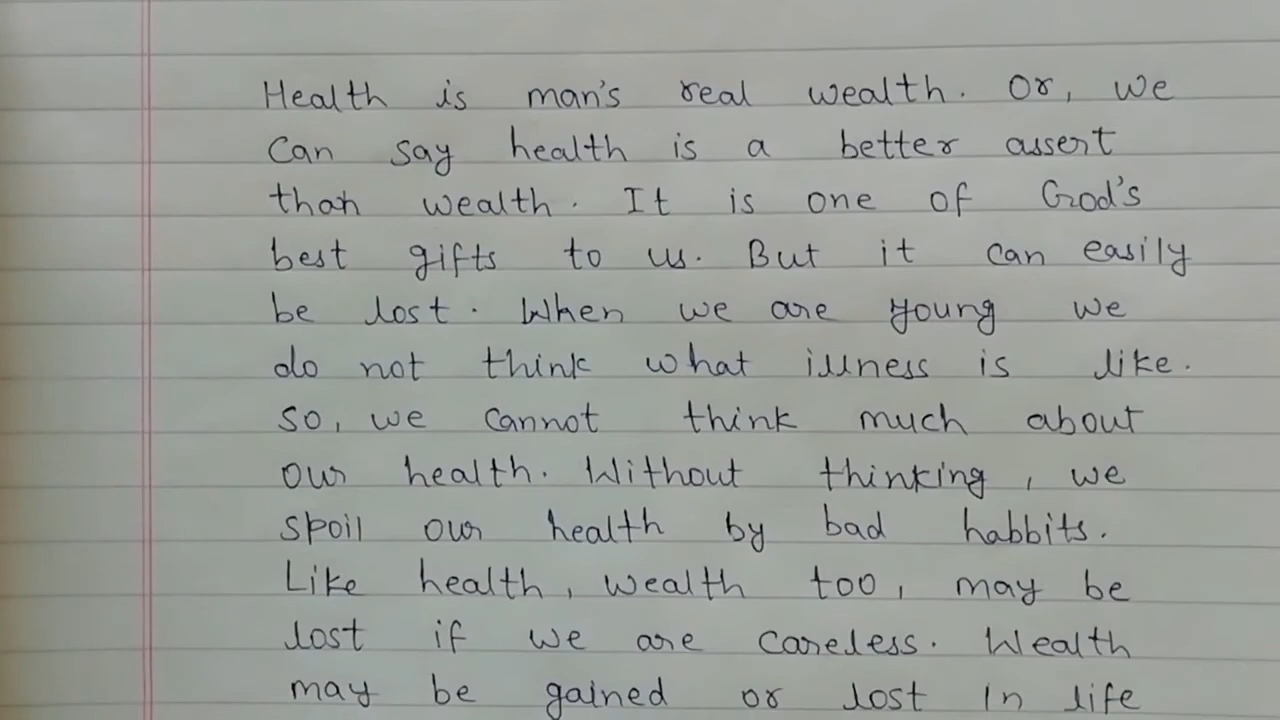 Health is man's real wealth. Or, we
can say health is a better assert
than wealth. It is one of God's
best gifts to us. But it can easily
be lost. When we are young we
do not think what illness is like.
so, we cannot think much about
our health. Without thinking, we
spoil our health by bad habbits.
Like health, wealth too, may be
lost if we are careless. Wealth
may be gained or lost in life